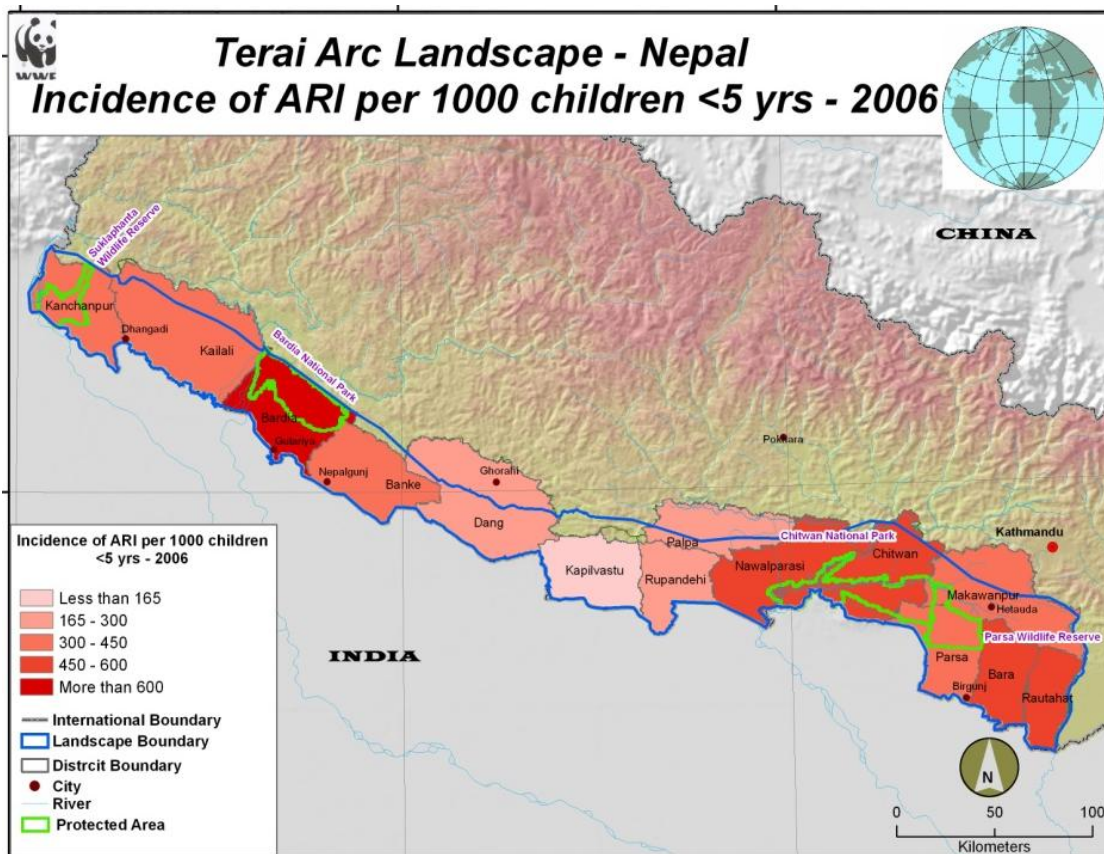 WWF
Terai Arc Landscape - Nepal
Incidence of ARI per 1000 children <5 yrs - 2006
CHINA
Suklaphanta
Wildlife Reserve
Kanchanpur
Dhangadi
Kailali
Bardia National Park
Bardia
Gulariya
Nepalgunj
Banke
Ghorahi
Dang
Pokhara
Kathmandu
Kapilvastu
Palpa
Rupandehi
Chitwan National Park
Nawalparasi
Chitwan
Makawanpur
Hetauda
Parsa Wildlife Reserve
Parsa
Birgunj
Bara
Rautahat
INDIA
Incidence of ARI per 1000 children
<5 yrs - 2006
Less than 165
165 - 300
300 - 450
450 - 600
More than 600
International Boundary
Landscape Boundary
Distrcit Boundary
City
River
Protected Area
N
0 50 100
Kilometers